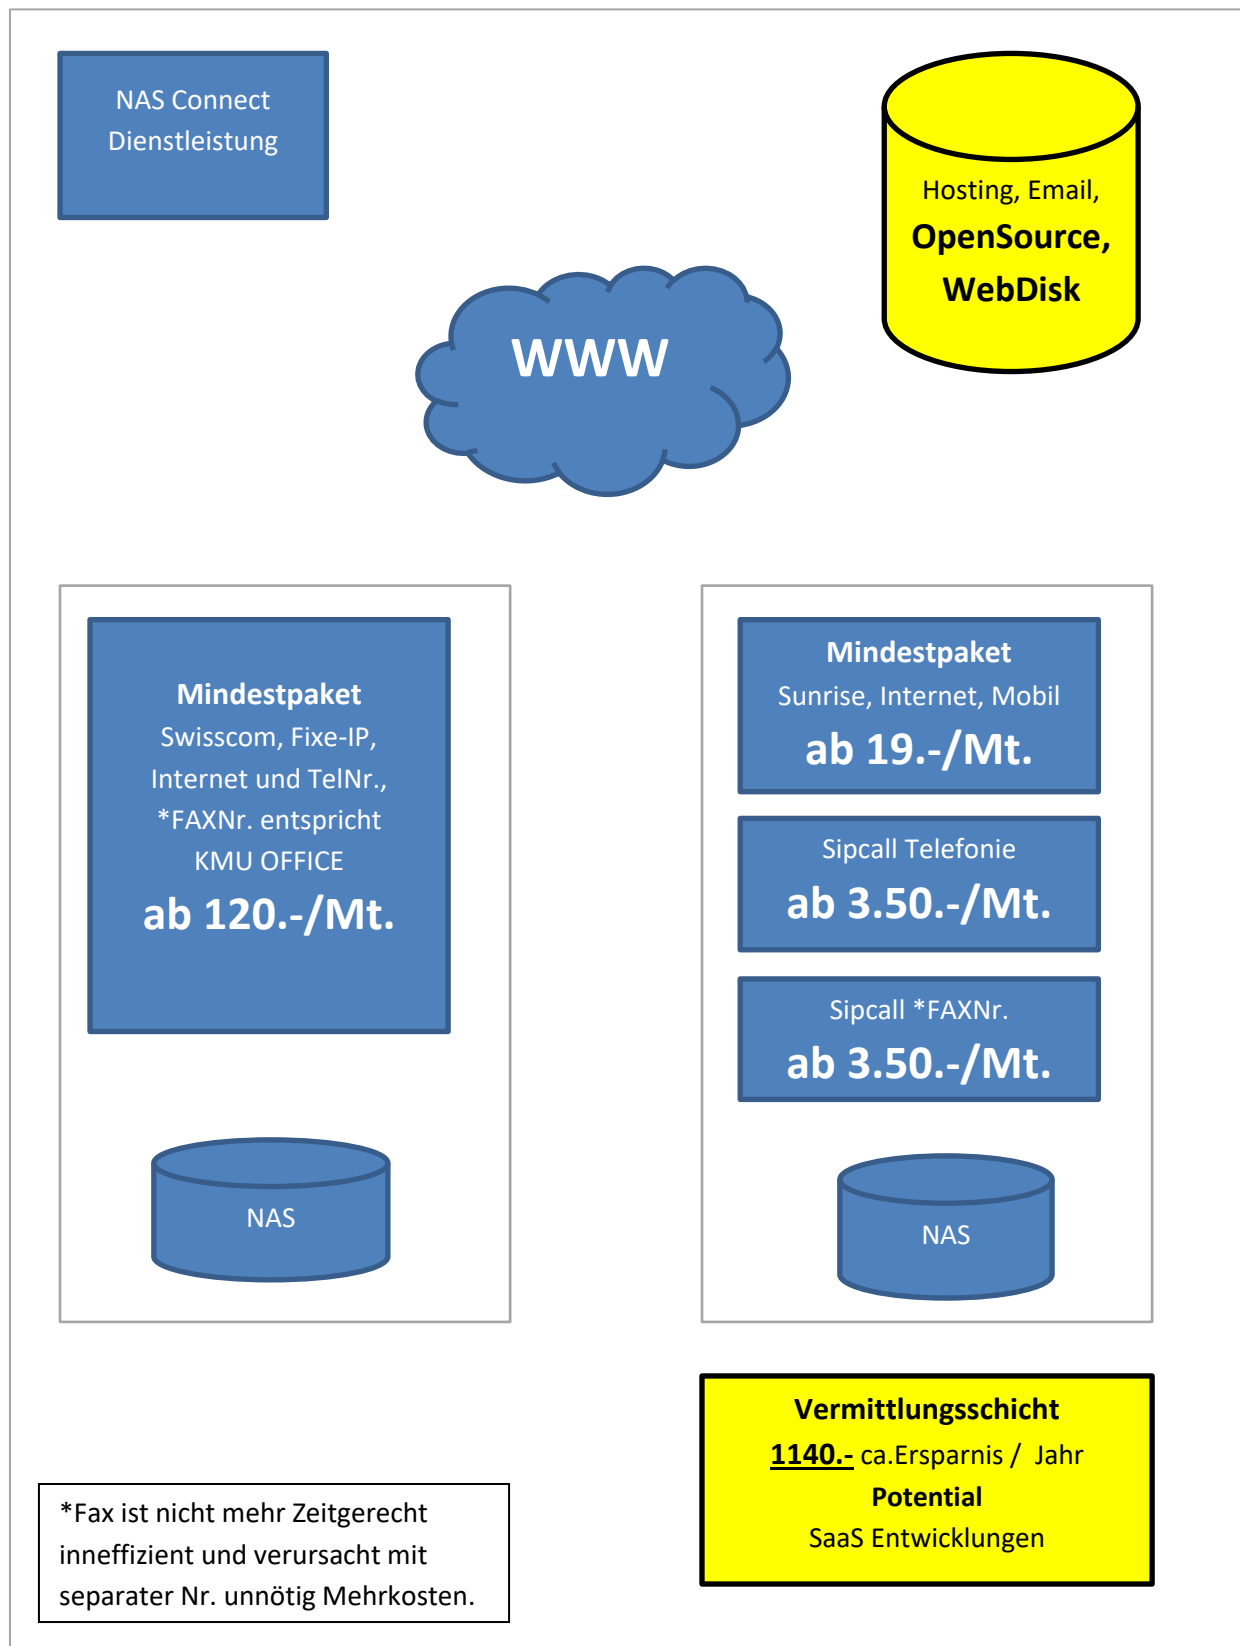 NAS Connect
Dienstleistung
Hosting, Email,
OpenSource,
WebDisk
WWW
Mindestpaket
Swisscom, Fixe-IP,
Internet und TelNr.,
*FAXNr. entspricht
KMU OFFICE
ab 120.-/Mt.
NAS
Mindestpaket
Sunrise, Internet, Mobil
ab 19.-/Mt.
Sipcall Telefonie
ab 3.50.-/Mt.
Sipcall *FAXNr.
ab 3.50.-/Mt.
NAS
Vermittlungsschicht
1140.- ca.Ersparnis / Jahr
Potential
SaaS Entwicklungen
*Fax ist nicht mehr Zeitgerecht
inneffizient und verursacht mit
separater Nr. unnötig Mehrkosten.